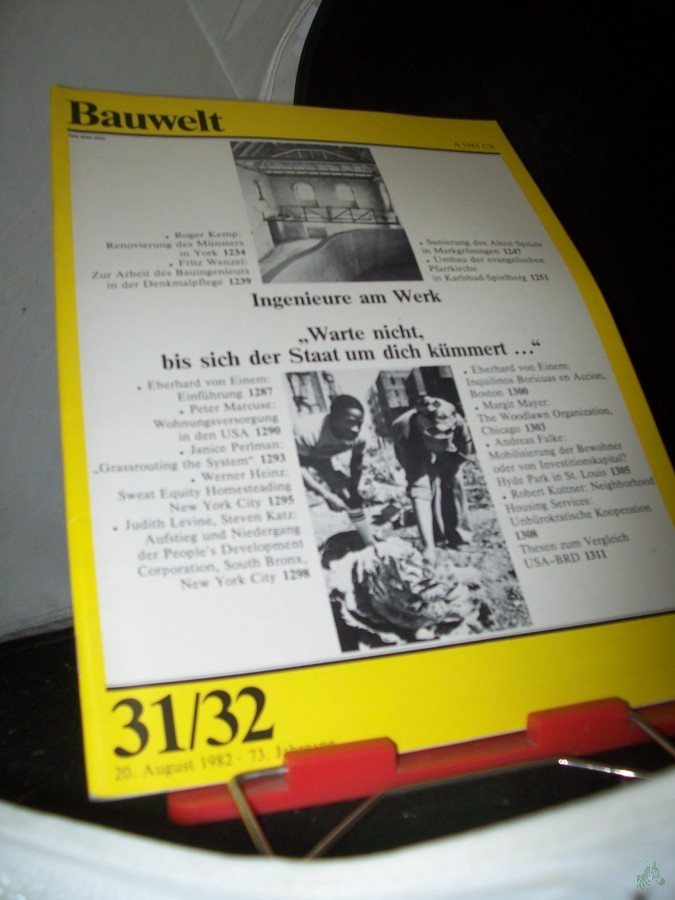 Bauwelt
A 1561 CX
• Roger Kemp:
Renovierung des Münsters
in York 1234
• Fritz Wenzel:
Zur Arbeit des Bauingenieurs
in der Denkmalpflege 1239
• Sanierung des Alten Spitals
in Markgröningen 1247
• Umbau der evangelischen
Pfarrkirche
in Karlsbad-Spielberg 1251
Ingenieure am Werk
„Warte nicht,
bis sich der Staat um dich kümmert ...“
• Eberhard von Einem:
Einführung 1287
• Peter Marcuse:
Wohnungsversorgung
in den USA 1290
• Janice Perlman:
„Grassrouting the System“ 1293
• Werner Heinz:
Sweat Equity Homesteading
New York City 1295
• Judith Levine, Steven Katz:
Aufstieg und Niedergang
der People's Development
Corporation, South Bronx,
New York City 1298
• Eberhard von Einem:
Inquilinos Boricuas en Accion,
Boston 1300
• Margit Mayer:
The Woodlawn Organization,
Chicago 1303
• Andreas Falke:
Mobilisierung der Bewohner
oder von Investitionskapital?
Hyde Park in St. Louis 1305
• Robert Kuttner: Neighborhood
Housing Services:
Unbürokratische Kooperation
1308
Thesen zum Vergleich
USA-BRD 1311
31/32
20. August 1982 · 73. Jahrgang